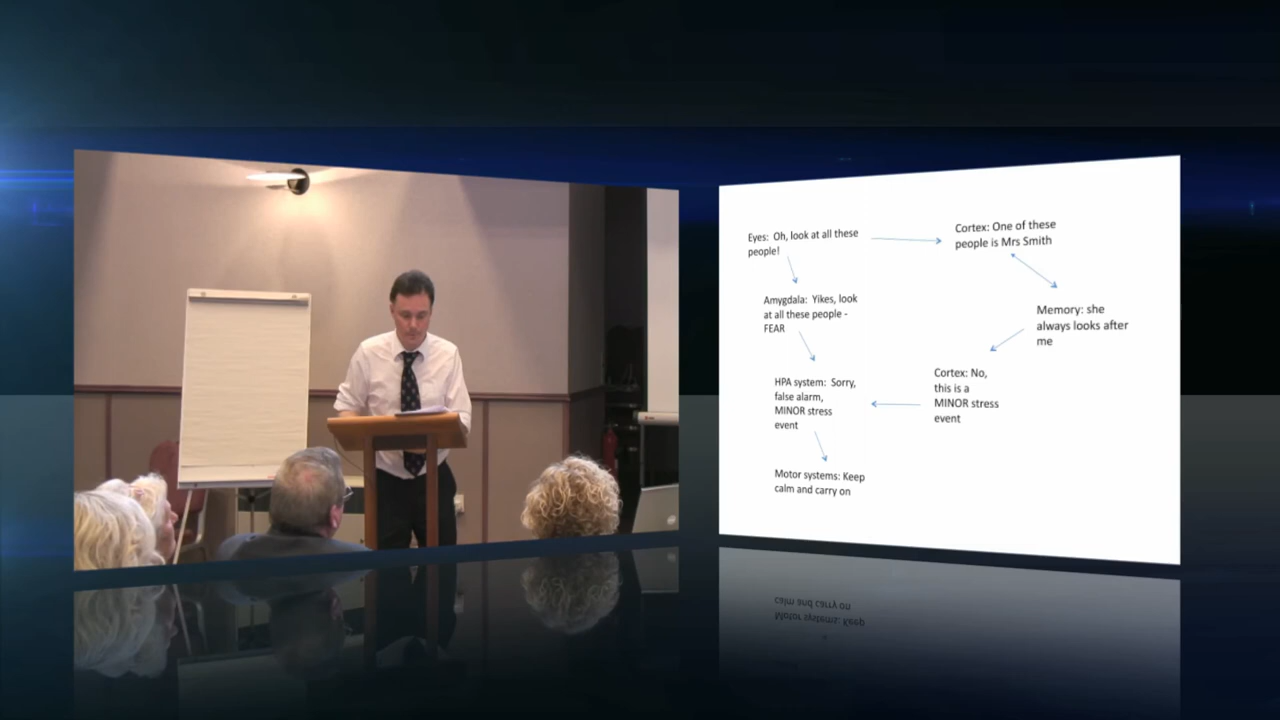 Eyes: Oh, look at all these
people!
Cortex: One of these
people is Mrs Smith
Amygdala: Yikes, look
at all these people -
FEAR
Memory: she
always looks after
me
HPA system: Sorry,
false alarm,
MINOR stress
event
Cortex: No,
this is a
MINOR stress
event
Motor systems: Keep
calm and carry on